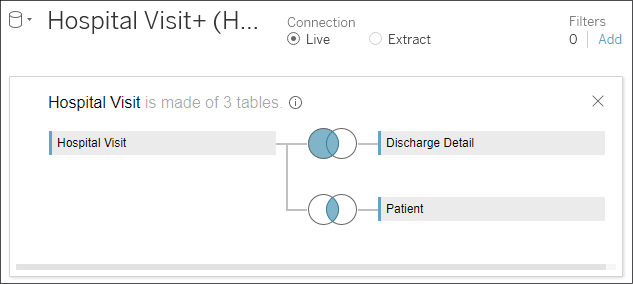 Hospital Visit+ (H...
Connection
Live
Extract
Filters
0
Add
Hospital Visit is made of 3 tables.
Hospital Visit
Discharge Detail
Patient